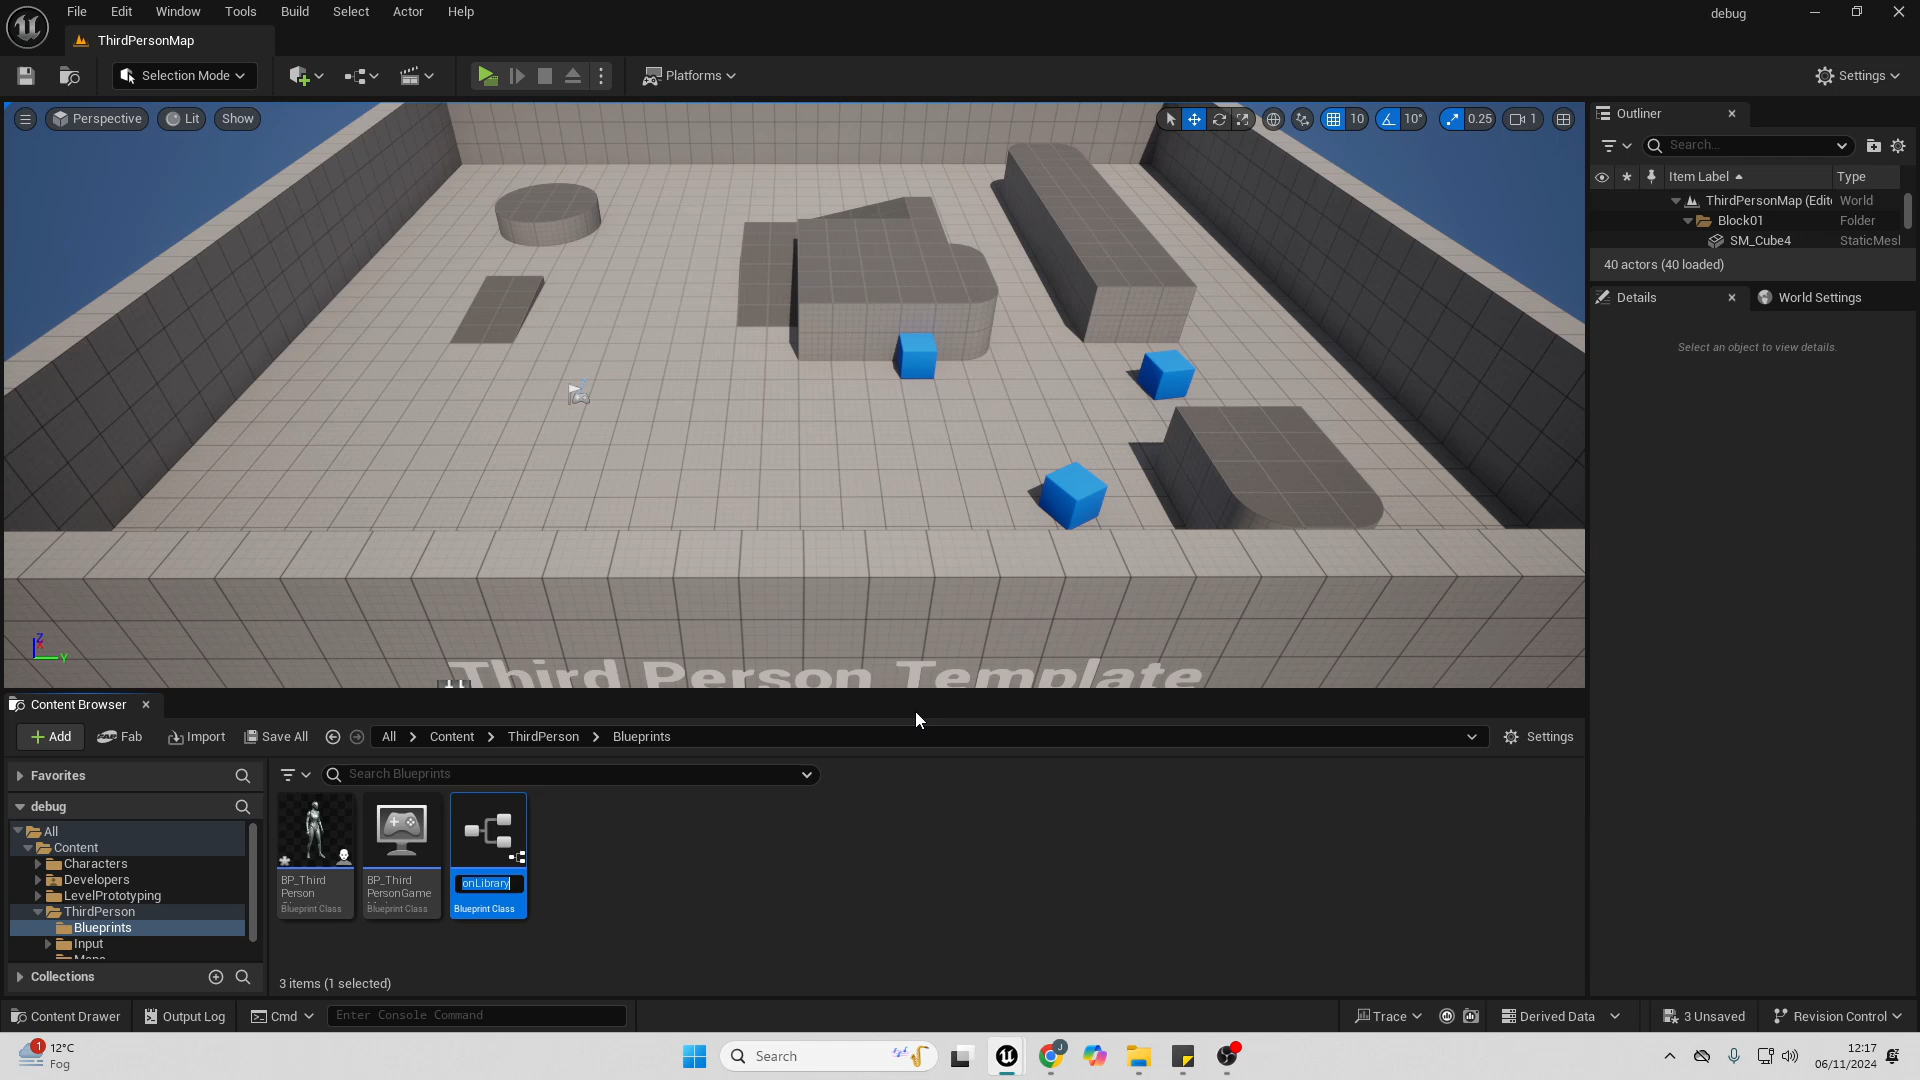 File Edit Window Tools Build Select Actor Help
debug
ThirdPersonMap
Selection Mode
Platforms
Settings
Perspective
Lit
Show
10
10°
0.25
1
Outliner
Search...
Item Label
Type
ThirdPersonMap (Edit
World
Block01
Folder
SM_Cube4
StaticMesl
40 actors (40 loaded)
Details
World Settings
Select an object to view details.
Z
Y
Third Person Template
Content Browser
Add
Fab
Import
Save All
All
Content
ThirdPerson
Blueprints
Settings
Favorites
Search Blueprints
debug
All
Content
Characters
Developers
LevelPrototyping
ThirdPerson
Blueprints
Input
Collections
BP_Third
Person
Blueprint Class
BP_Third
PersonGame
Blueprint Class
onLibrary
Blueprint Class
3 items (1 selected)
Content Drawer
Output Log
Cmd
Enter Console Command
Trace
Derived Data
3 Unsaved
Revision Control
1
12°C
Fog
Search
J
12:17
06/11/2024